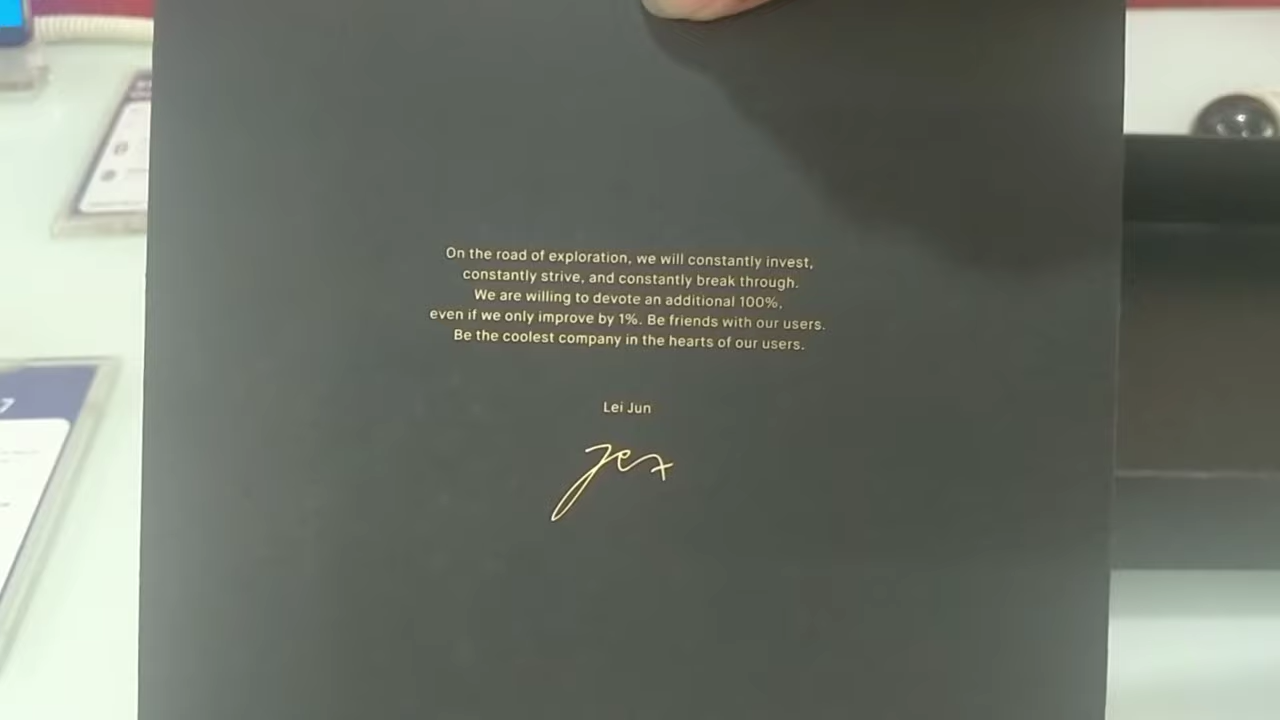 On the road of exploration, we will constantly invest,
constantly strive, and constantly break through.
We are willing to devote an additional 100%,
even if we only improve by 1%. Be friends with our users.
Be the coolest company in the hearts of our users.
Lei Jun
7